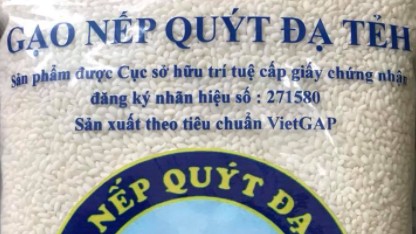 GẠO NẾP QUÝT ĐẠ TẺH
Sản phẩm được Cục sở hữu trí tuệ cấp giấy chứng nhận
đăng ký nhãn hiệu số : 271580
Sản xuất theo tiêu chuẩn VietGAP
NẾP QUÝT ĐẠ